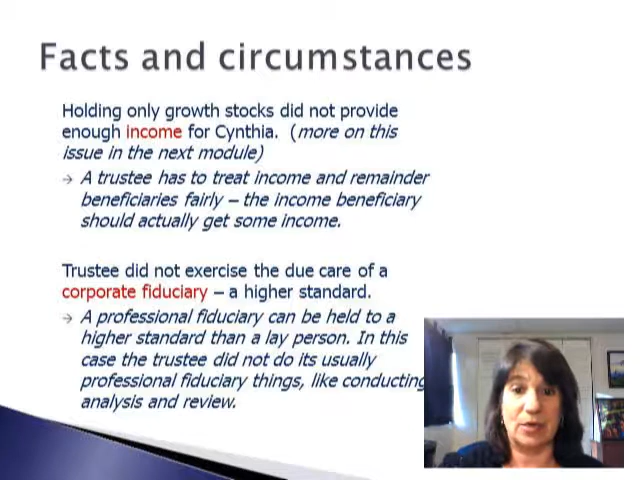 Facts and circumstances
Holding only growth stocks did not provide
enough income for Cynthia. (more on this
issue in the next module)
→ A trustee has to treat income and remainder
beneficiaries fairly – the income beneficiary
should actually get some income.
Trustee did not exercise the due care of a
corporate fiduciary – a higher standard.
→ A professional fiduciary can be held to a
higher standard than a lay person. In this
case the trustee did not do its usually
professional fiduciary things, like conducting
analysis and review.